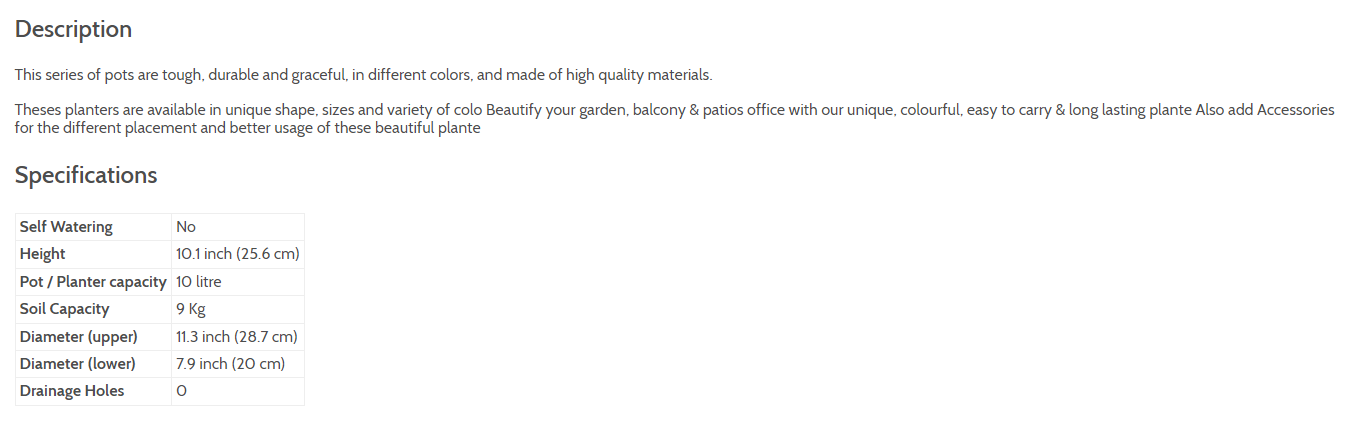 Description
This series of pots are tough, durable and graceful, in different colors, and made of high quality materials.
Theses planters are available in unique shape, sizes and variety of colo Beautify your garden, balcony & patios office with our unique, colourful, easy to carry & long lasting plante Also add Accessories
for the different placement and better usage of these beautiful plante
Specifications
Self Watering No
Height 10.1 inch (25.6 cm)
Pot / Planter capacity 10 litre
Soil Capacity 9 Kg
Diameter (upper) 11.3 inch (28.7 cm)
Diameter (lower) 7.9 inch (20 cm)
Drainage Holes 0